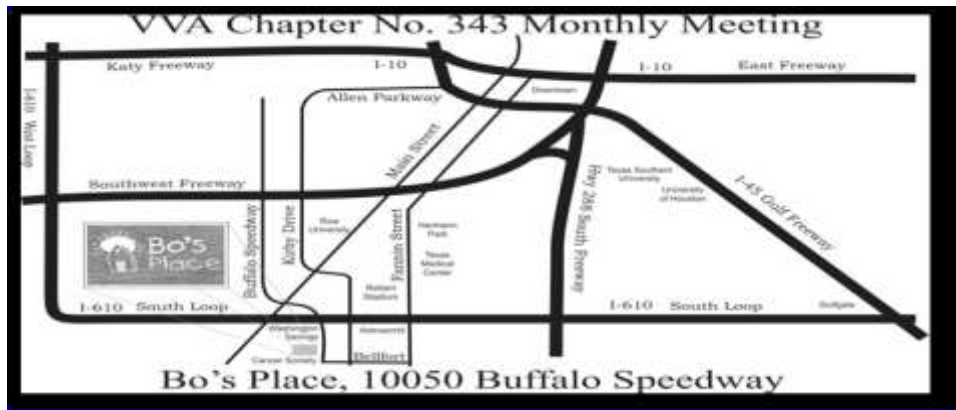 VVA Chapter No. 343 Monthly Meeting
Katy Freeway
I-10
I-10
East Freeway
Downtown
Allen Parkway
I-610 West Loop
Main Street
Southwest Freeway
Texas Southern
University
University
of Houston
I-45 Gulf Freeway
Hwy 288 South Freeway
Buffalo Speedway
Kirby Drive
Rice
University
Fannin Street
Hermann
Park
Texas
Medical
Center
Bo's
Place
Reliant
Stadium
I-610 South Loop
I-610 South Loop
Gulfgate
Washington
Savings
Cancer Society
Bellfort
Bo's Place, 10050 Buffalo Speedway